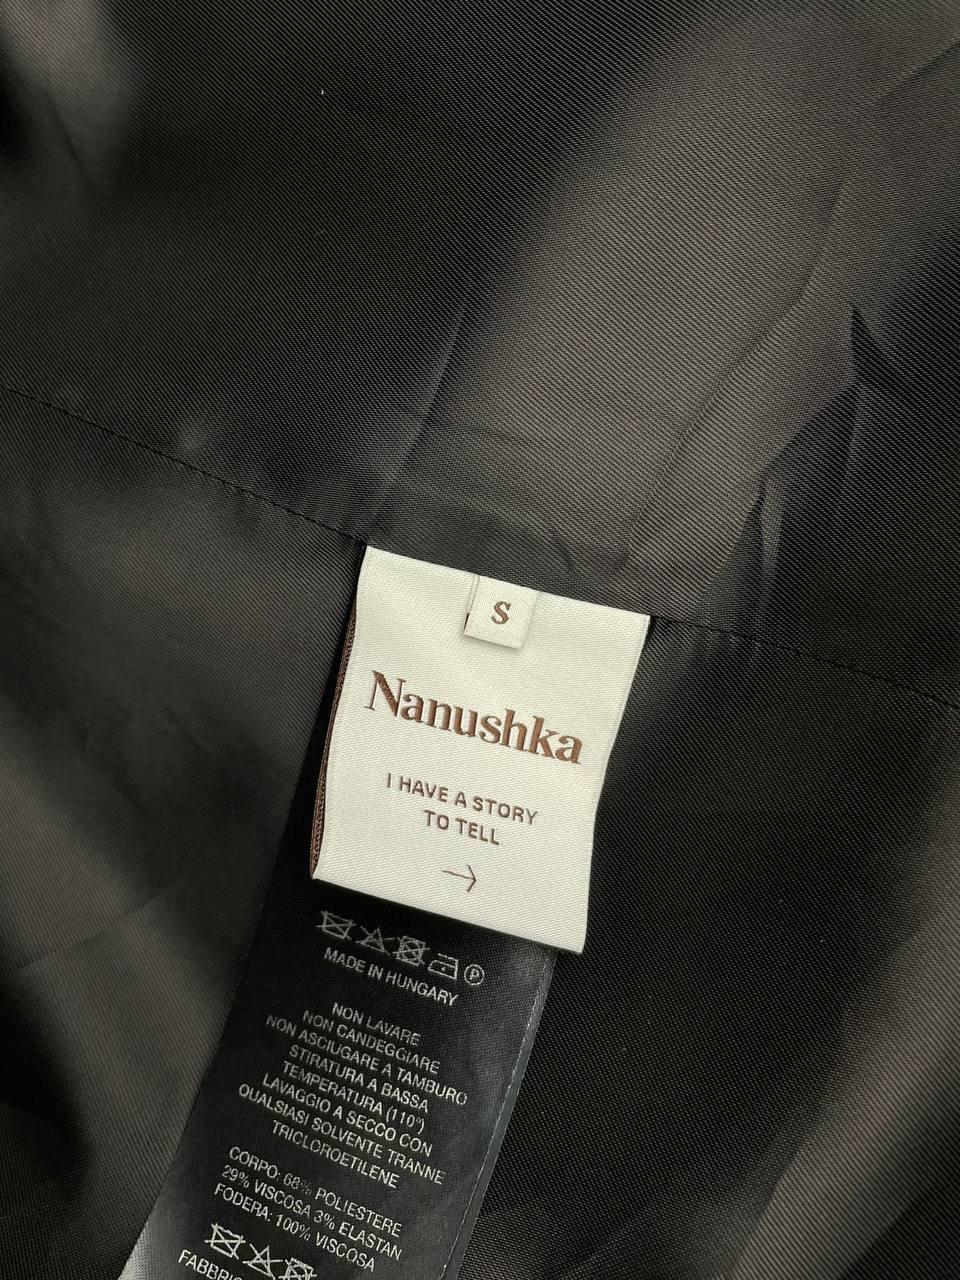 S
Nanushka
I HAVE A STORY
TO TELL
→
P
MADE IN HUNGARY
NON LAVARE
NON CANDEGGIARE
NON ASCIUGARE A TAMBURO
STIRATURA A BASSA
TEMPERATURA (110°)
LAVAGGIO A SECCO CON
QUALSIASI SOLVENTE TRANNE
TRICLOROETILENE
CORPO: 68% POLIESTERE
29% VISCOSA 3% ELASTAN
FODERA: 100% VISCOSA